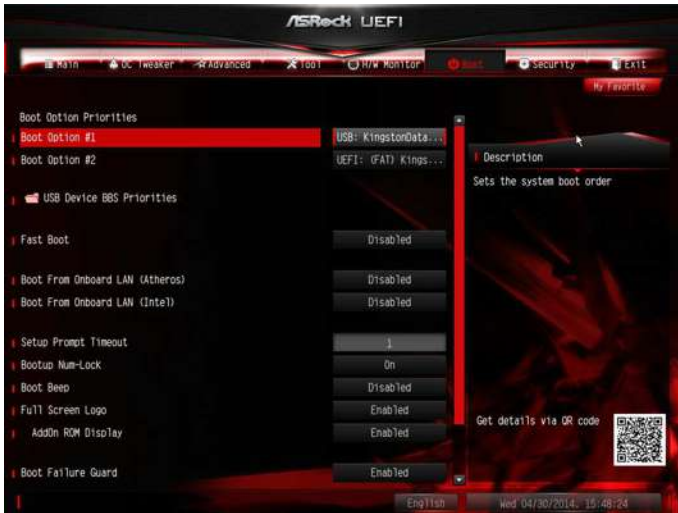 ASRock UEFI
Main OC Tweaker Advanced Tool H/W Monitor Boot Security Exit
My Favorite
Boot Option Priorities
Boot Option #1 USB: KingstonData...
Boot Option #2 UEFI: (FAT) Kings...
Description
Sets the system boot order
USB Device BBS Priorities
Fast Boot Disabled
Boot From Onboard LAN (Atheros) Disabled
Boot From Onboard LAN (Intel) Disabled
Setup Prompt Timeout 1
Bootup Num-Lock On
Boot Beep Disabled
Full Screen Logo Enabled
AddOn ROM Display Enabled
Get details via QR code
Boot Failure Guard Enabled
English Wed 04/30/2014. 15:48:24